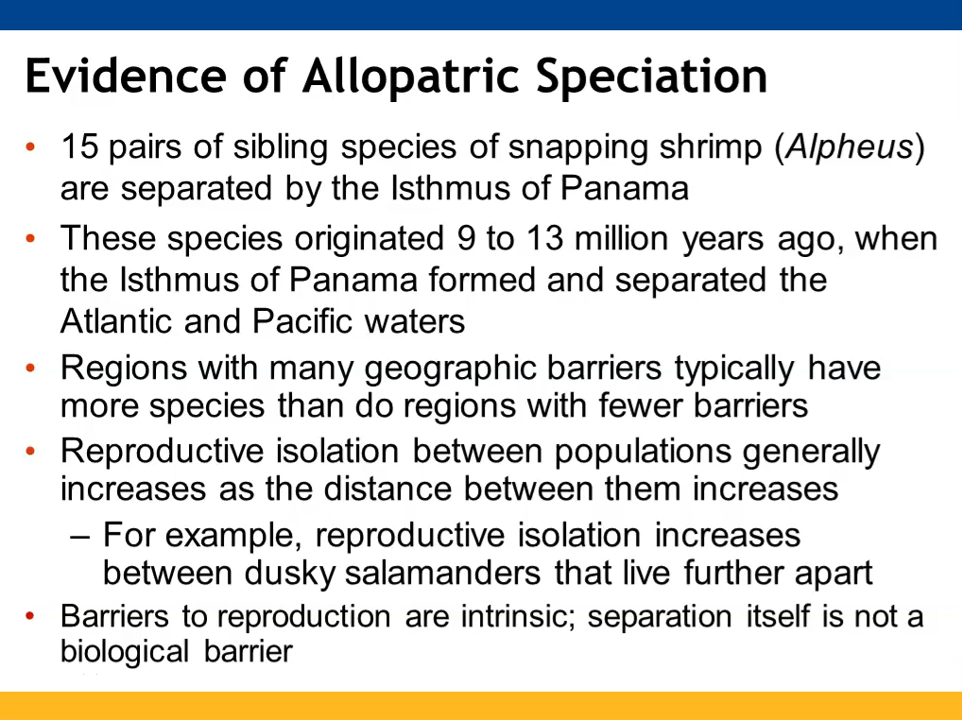 Evidence of Allopatric Speciation
• 15 pairs of sibling species of snapping shrimp (Alpheus)
are separated by the Isthmus of Panama
• These species originated 9 to 13 million years ago, when
the Isthmus of Panama formed and separated the
Atlantic and Pacific waters
• Regions with many geographic barriers typically have
more species than do regions with fewer barriers
• Reproductive isolation between populations generally
increases as the distance between them increases
– For example, reproductive isolation increases
between dusky salamanders that live further apart
• Barriers to reproduction are intrinsic; separation itself is not a
biological barrier